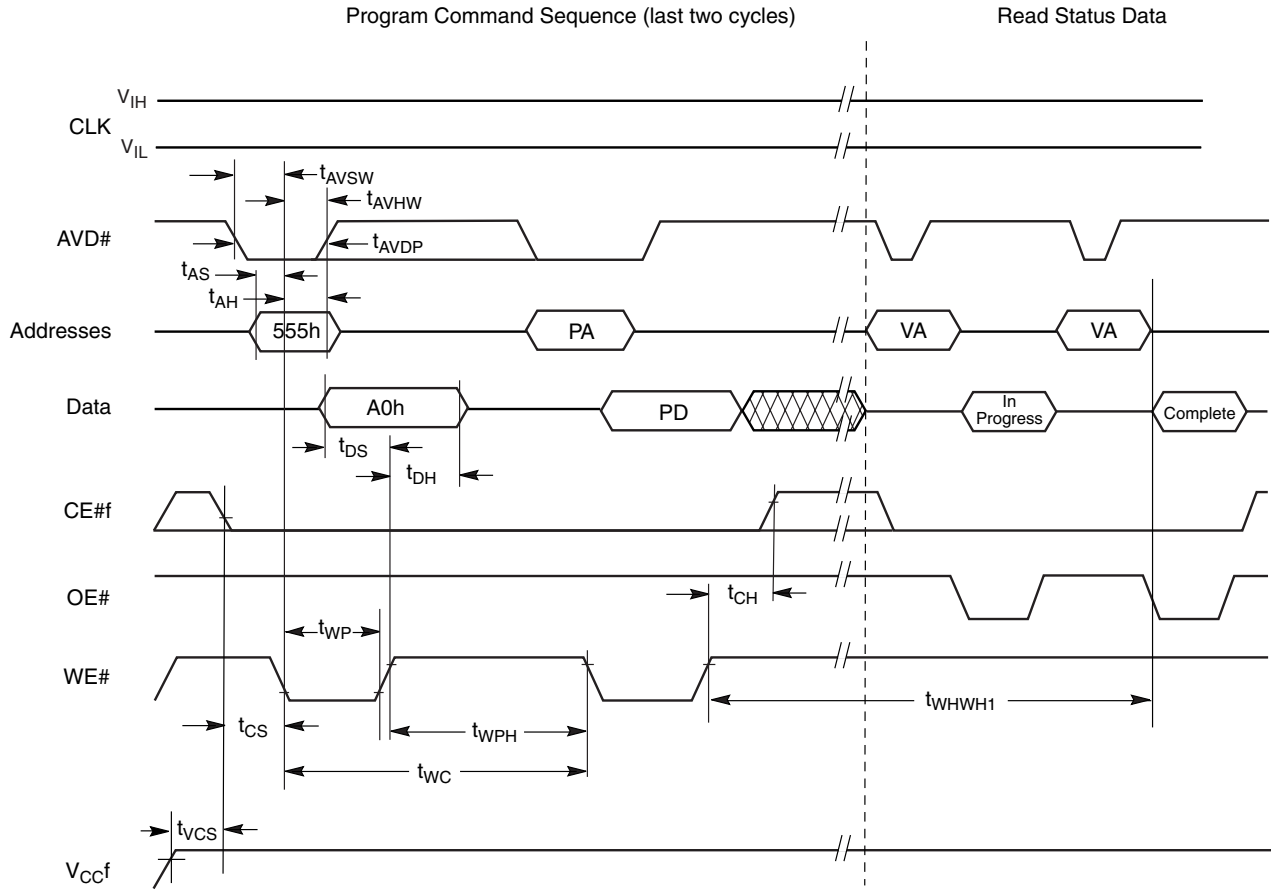 Program Command Sequence (last two cycles) Read Status Data
VIH
CLK
VIL
tAVSW
tAVHW
AVD#
tAVDP
tAS
tAH
Addresses 555h PA VA VA
Data A0h PD In Progress Complete
tDS
tDH
CE#f
OE#
tCH
tWP
WE#
tWHWH1
tCS
tWPH
tWC
tVCS
VCCf